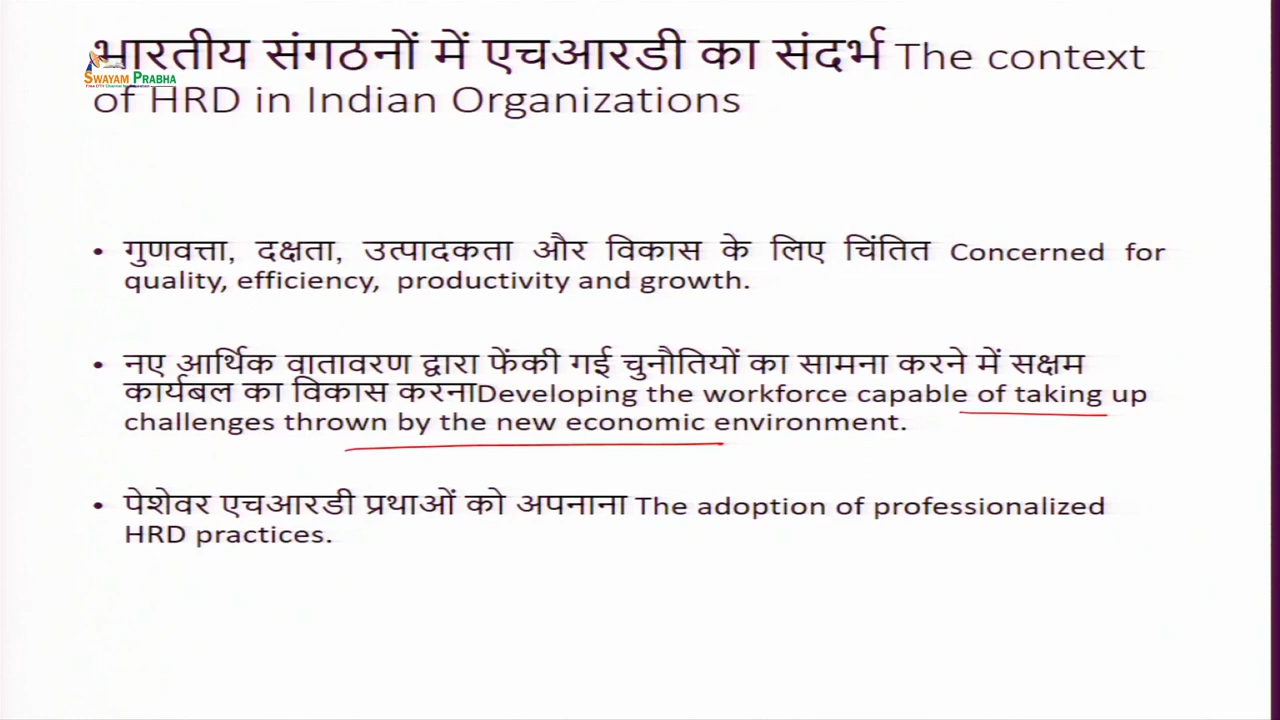 भारतीय संगठनों में एचआरडी का संदर्भ The context
SWAYAM PRABHA
of HRD in Indian Organizations
• गुणवत्ता, दक्षता, उत्पादकता और विकास के लिए चिंतित Concerned for
quality, efficiency, productivity and growth.
• नए आर्थिक वातावरण द्वारा फेंकी गई चुनौतियों का सामना करने में सक्षम
कार्यबल का विकास करनाDeveloping the workforce capable of taking up
challenges thrown by the new economic environment.
• पेशेवर एचआरडी प्रथाओं को अपनाना The adoption of professionalized
HRD practices.